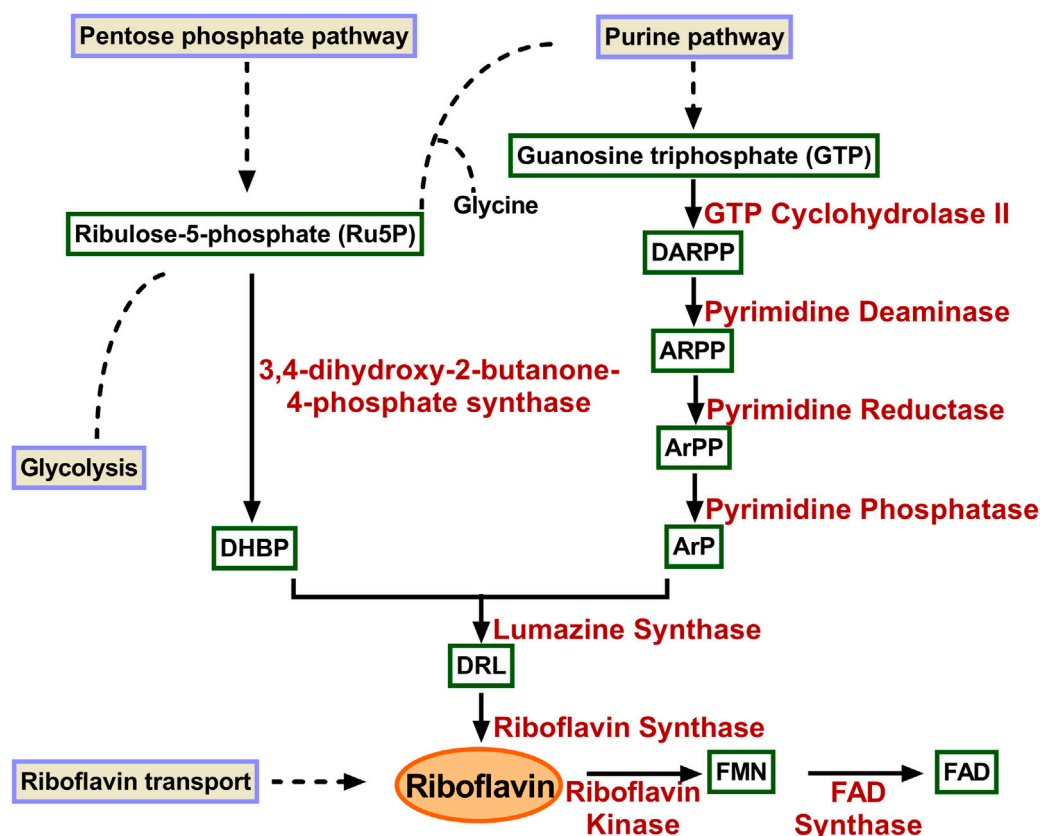 Pentose phosphate pathway
Purine pathway
Guanosine triphosphate (GTP)
Glycine
GTP Cyclohydrolase II
Ribulose-5-phosphate (Ru5P)
DARPP
Pyrimidine Deaminase
ARPP
3,4-dihydroxy-2-butanone-
4-phosphate synthase
Pyrimidine Reductase
ArPP
Glycolysis
Pyrimidine Phosphatase
DHBP
ArP
Lumazine Synthase
DRL
Riboflavin Synthase
Riboflavin transport
Riboflavin
FMN
FAD
Riboflavin
Kinase
FAD
Synthase